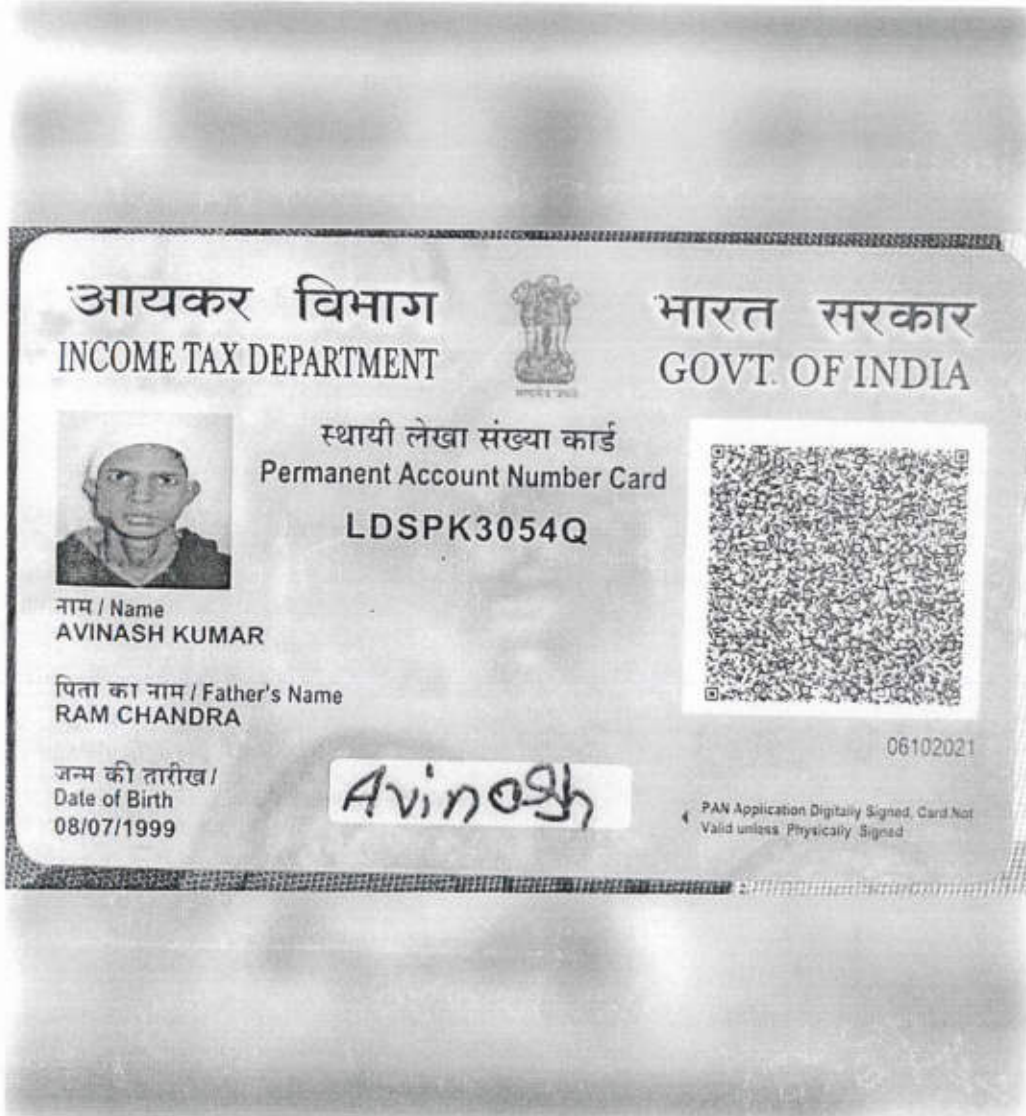 आयकर विभाग
INCOME TAX DEPARTMENT
भारत सरकार
GOVT. OF INDIA
स्थायी लेखा संख्या कार्ड
Permanent Account Number Card
LDSPK3054Q
नाम / Name
AVINASH KUMAR
पिता का नाम / Father's Name
RAM CHANDRA
जन्म की तारीख /
Date of Birth
08/07/1999
Avinash
06102021
PAN Application Digitally Signed, Card Not
Valid unless Physically Signed